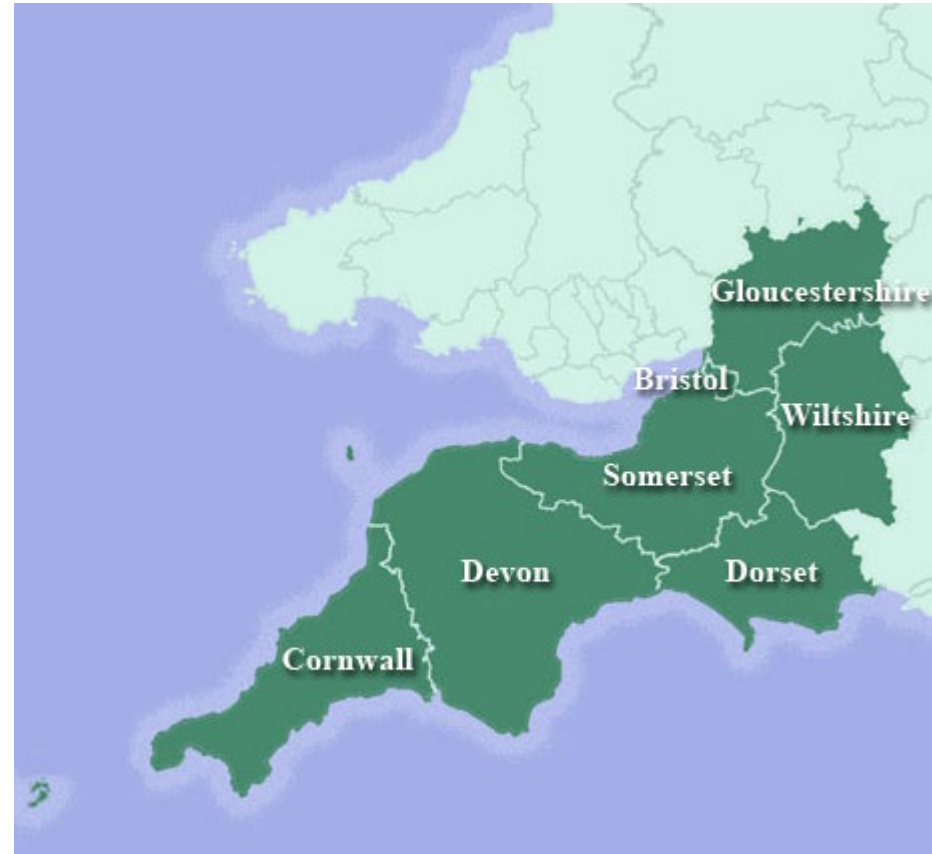 Gloucestershire
Bristol
Wiltshire
Somerset
Devon
Dorset
Cornwall